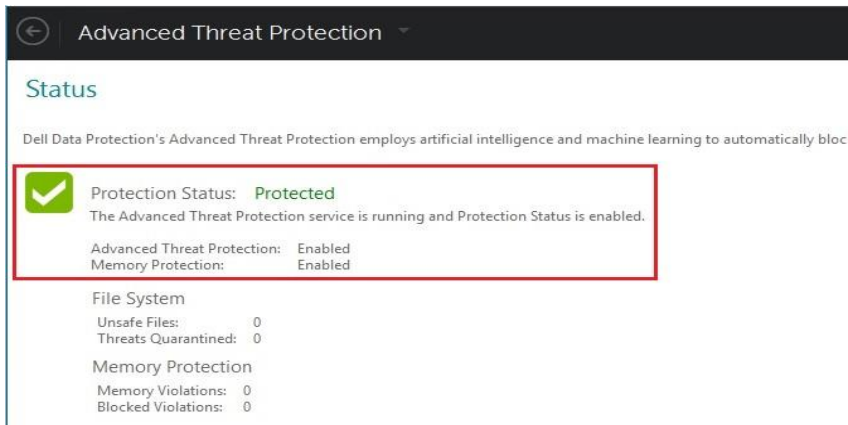 Advanced Threat Protection
Status
Dell Data Protection's Advanced Threat Protection employs artificial intelligence and machine learning to automatically bloc
Protection Status: Protected
The Advanced Threat Protection service is running and Protection Status is enabled.
Advanced Threat Protection: Enabled
Memory Protection: Enabled
File System
Unsafe Files: 0
Threats Quarantined: 0
Memory Protection
Memory Violations: 0
Blocked Violations: 0